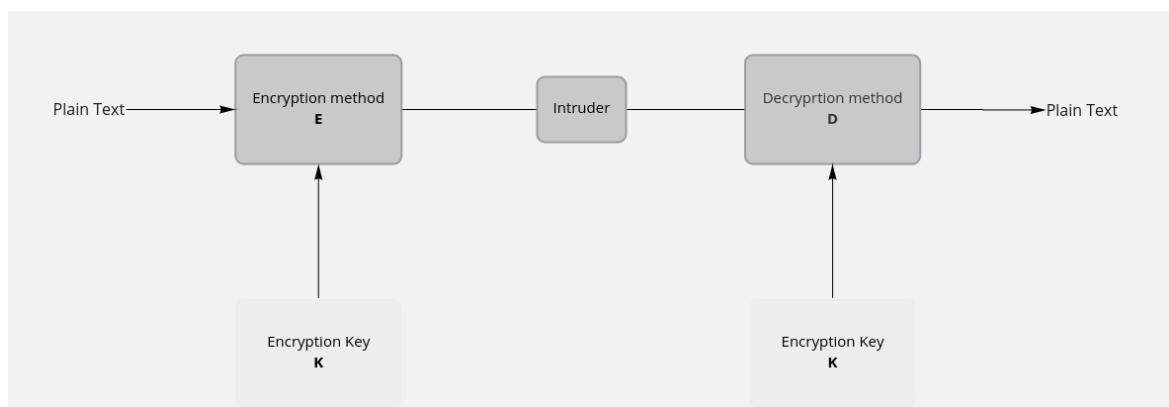 Plain Text
Encryption method
E
Intruder
Decryprtion method
D
Plain Text
Encryption Key
K
Encryption Key
K